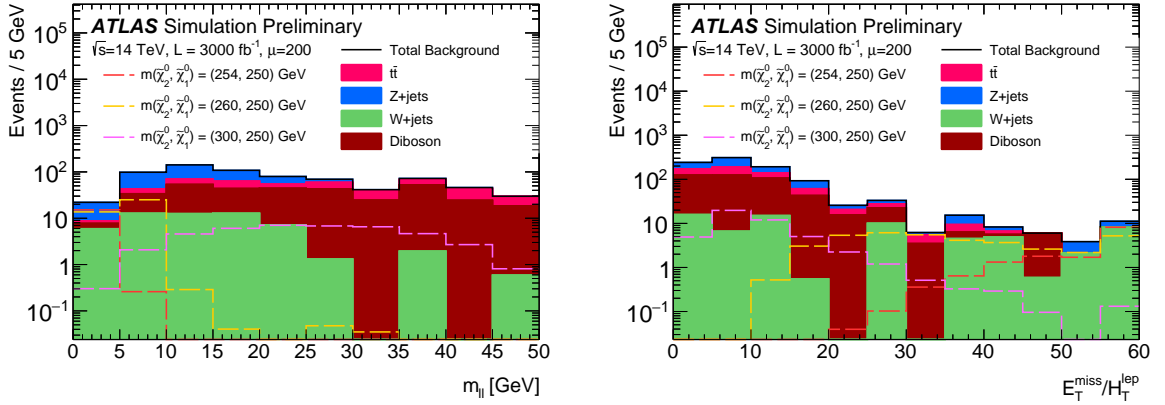 ATLAS Simulation Preliminary
√s=14 TeV, L = 3000 fb⁻¹, μ=200
m(χ̃₂⁰, χ̃₁⁰) = (254, 250) GeV
m(χ̃₂⁰, χ̃₁⁰) = (260, 250) GeV
m(χ̃₂⁰, χ̃₁⁰) = (300, 250) GeV
Total Background
tt̄
Z+jets
W+jets
Diboson
Events / 5 GeV
10⁵
10⁴
10³
10²
10
1
10⁻¹
0 5 10 15 20 25 30 35 40 45 50
m_ll [GeV]
ATLAS Simulation Preliminary
√s=14 TeV, L = 3000 fb⁻¹, μ=200
m(χ̃₂⁰, χ̃₁⁰) = (254, 250) GeV
m(χ̃₂⁰, χ̃₁⁰) = (260, 250) GeV
m(χ̃₂⁰, χ̃₁⁰) = (300, 250) GeV
Total Background
tt̄
Z+jets
W+jets
Diboson
Events / 5 GeV
10⁵
10⁴
10³
10²
10
1
10⁻¹
0 10 20 30 40 50 60
E_T^miss/H_T^lep